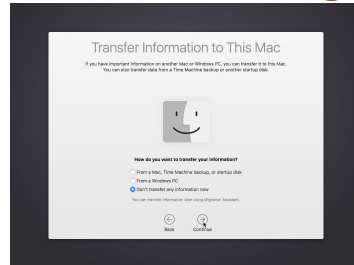 Transfer Information to This Mac
If you have important information on another Mac or Windows PC, you can transfer it to this Mac.
You can also transfer data from a Time Machine backup or another startup disk.
How do you want to transfer your information?
From a Mac, Time Machine backup, or startup disk
From a Windows PC
Don't transfer any information now
You can transfer information later using Migration Assistant.
Back
Continue